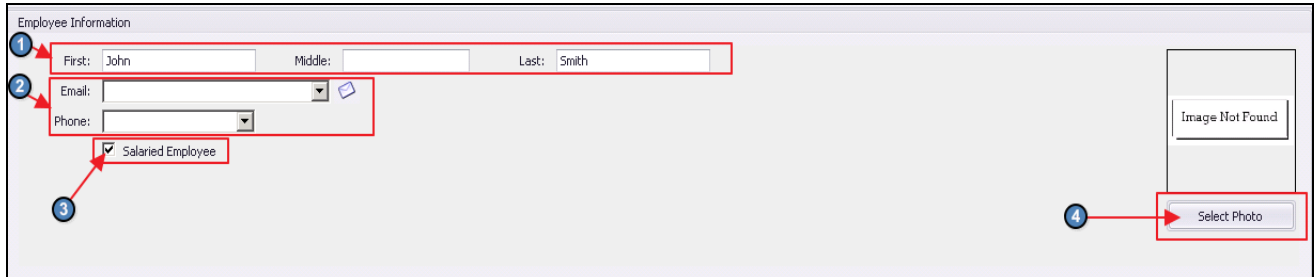 Employee Information
1
First: John Middle: Last: Smith
2
Email:
Phone:
Image Not Found
Salaried Employee
3
4
Select Photo